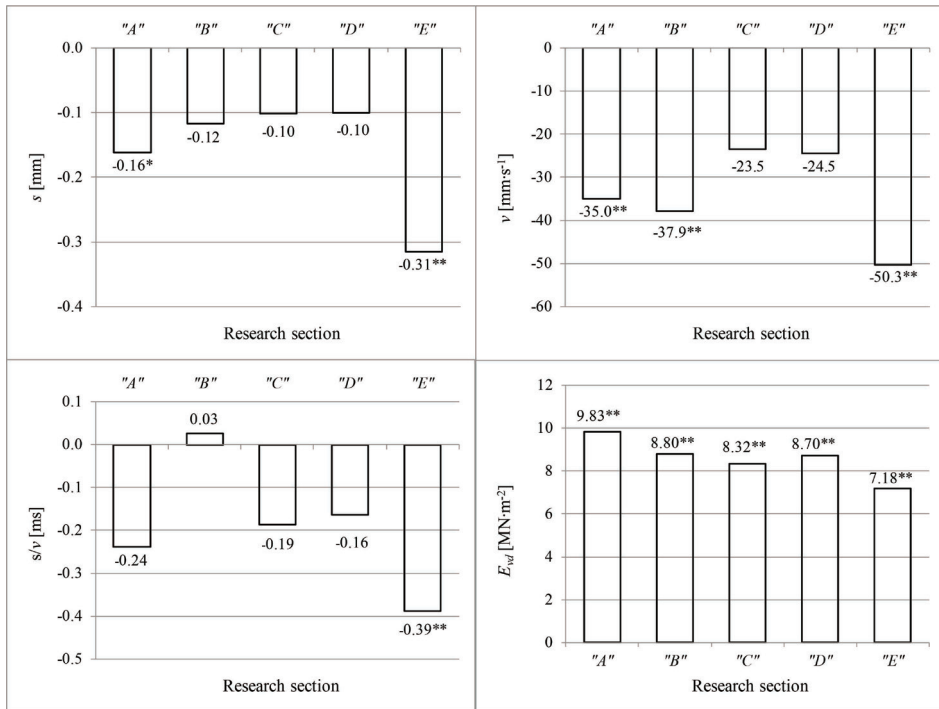 "A" "B" "C" "D" "E"
0.0
-0.1
-0.2
-0.3
-0.4
s [mm]
-0.16* -0.12 -0.10 -0.10 -0.31**
Research section
"A" "B" "C" "D" "E"
0
-10
-20
-30
-40
-50
-60
v [mm·s⁻¹]
-35.0** -37.9** -23.5 -24.5 -50.3**
Research section
"A" "B" "C" "D" "E"
0.1
0.0
-0.1
-0.2
-0.3
-0.4
-0.5
s/v [ms]
-0.24 0.03 -0.19 -0.16 -0.39**
Research section
12
10
8
6
4
2
0
E_vd [MN·m⁻²]
9.83** 8.80** 8.32** 8.70** 7.18**
"A" "B" "C" "D" "E"
Research section